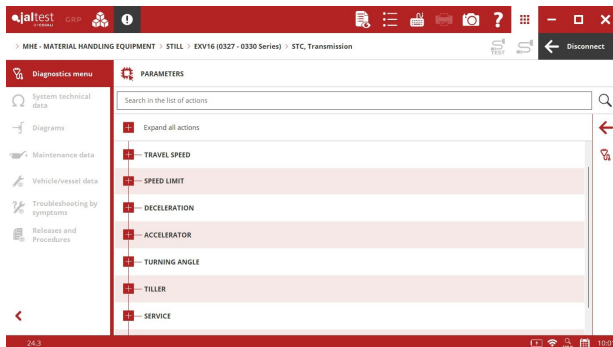 jaltest GRP
MHE - MATERIAL HANDLING EQUIPMENT > STILL > EXV16 (0327 - 0330 Series) > STC, Transmission
TEST
Disconnect
Diagnostics menu
System technical data
Diagrams
Maintenance data
Vehicle/vessel data
Troubleshooting by symptoms
Releases and Procedures
PARAMETERS
Search in the list of actions
Expand all actions
TRAVEL SPEED
SPEED LIMIT
DECELERATION
ACCELERATOR
TURNING ANGLE
TILLER
SERVICE
24.3